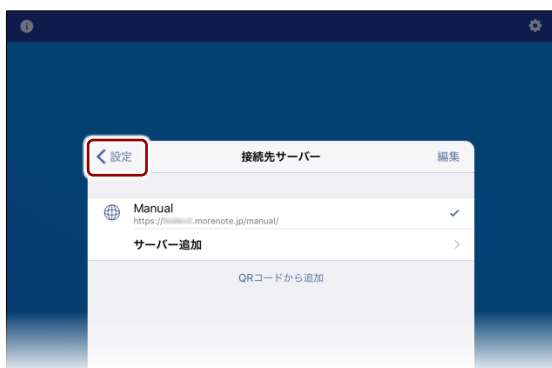 設定
接続先サーバー
編集
Manual
https:// .morenote.jp/manual/
サーバー追加
QRコードから追加